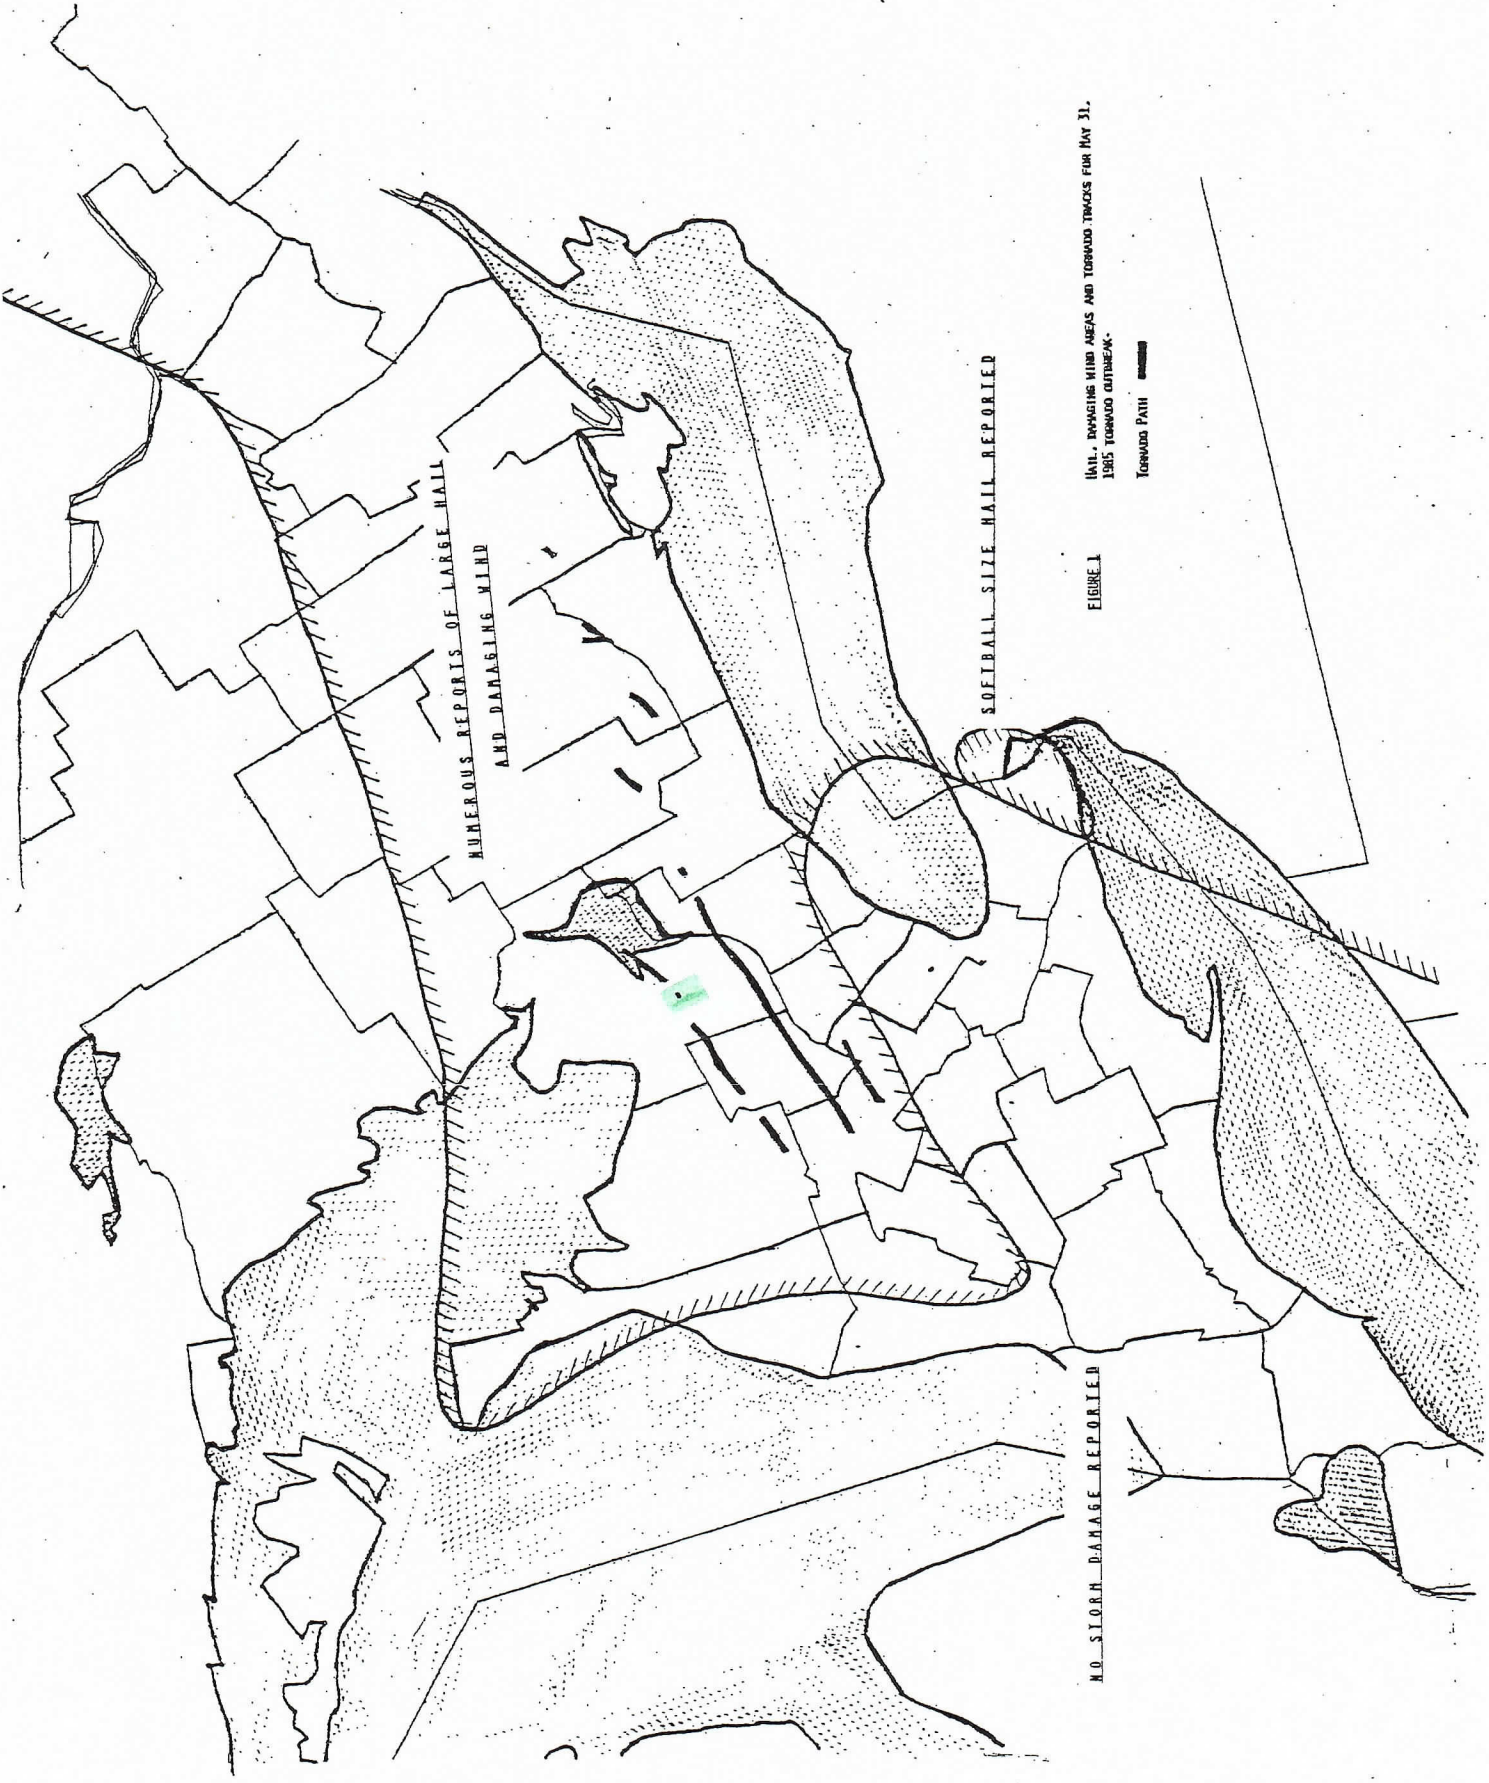 NUMEROUS REPORTS OF LARGE HAIL
AND DAMAGING WIND
SOFTBALL SIZE HAIL REPORTED
NO STORM DAMAGE REPORTED
FIGURE 1
HAIL, DAMAGING WIND AREAS AND TORNADO TRACKS FOR MAY 31,
1985 TORNADO OUTBREAK.
TORNADO PATH